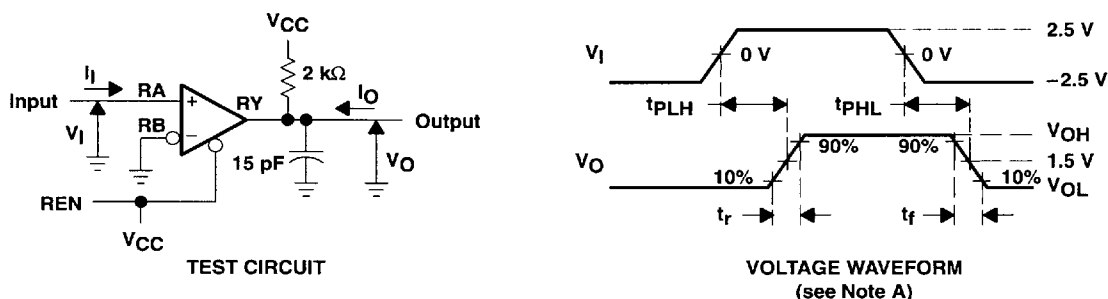 VCC
2 kΩ
II
Input
RA
+
RY
IO
Output
RB
−
VI
15 pF
VO
REN
VCC
TEST CIRCUIT
VI
0 V
0 V
2.5 V
−2.5 V
tPLH
tPHL
VO
10%
90%
90%
10%
VOH
1.5 V
VOL
tr
tf
VOLTAGE WAVEFORM
(see Note A)